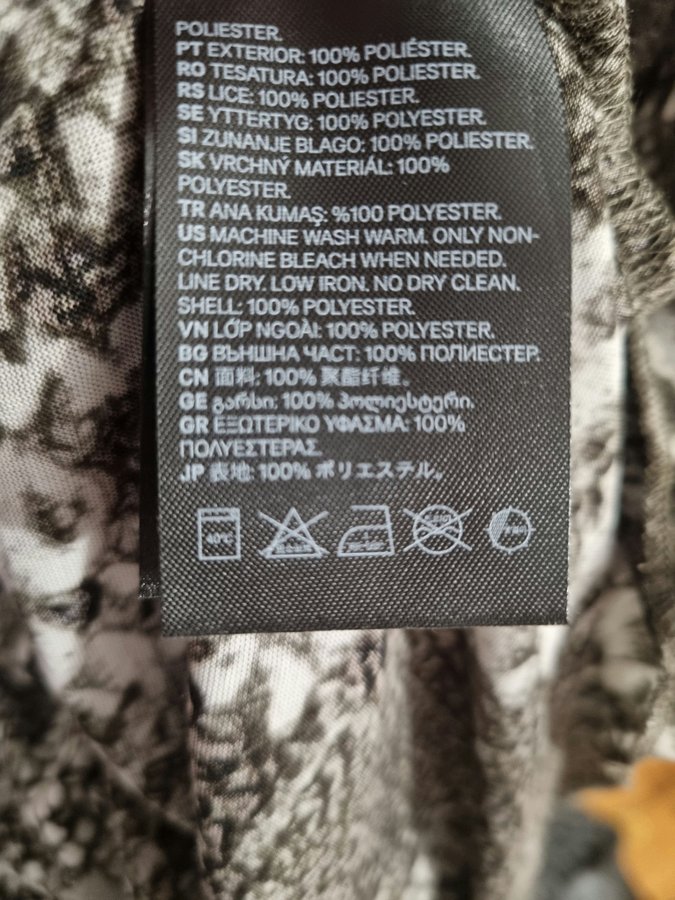 POLIESTER.
PT EXTERIOR: 100% POLIÉSTER.
RO TESATURA: 100% POLIESTER.
RS LICE: 100% POLIESTER.
SE YTTERTYG: 100% POLYESTER.
SI ZUNANJE BLAGO: 100% POLIESTER.
SK VRCHNÝ MATERIÁL: 100%
POLYESTER.
TR ANA KUMAŞ: %100 POLYESTER.
US MACHINE WASH WARM. ONLY NON-
CHLORINE BLEACH WHEN NEEDED.
LINE DRY. LOW IRON. NO DRY CLEAN.
SHELL: 100% POLYESTER.
VN LỚP NGOÀI: 100% POLYESTER.
BG ВЪНШНА ЧАСТ: 100% ПОЛИЕСТЕР.
CN 面料: 100% 聚酯纤维。
GE გარსი: 100% პოლიესტერი.
GR ΕΞΩΤΕΡΙΚΟ ΥΦΑΣΜΑ: 100%
ΠΟΛΥΕΣΤΕΡΑΣ.
JP 表地: 100% ポリエステル。
40℃